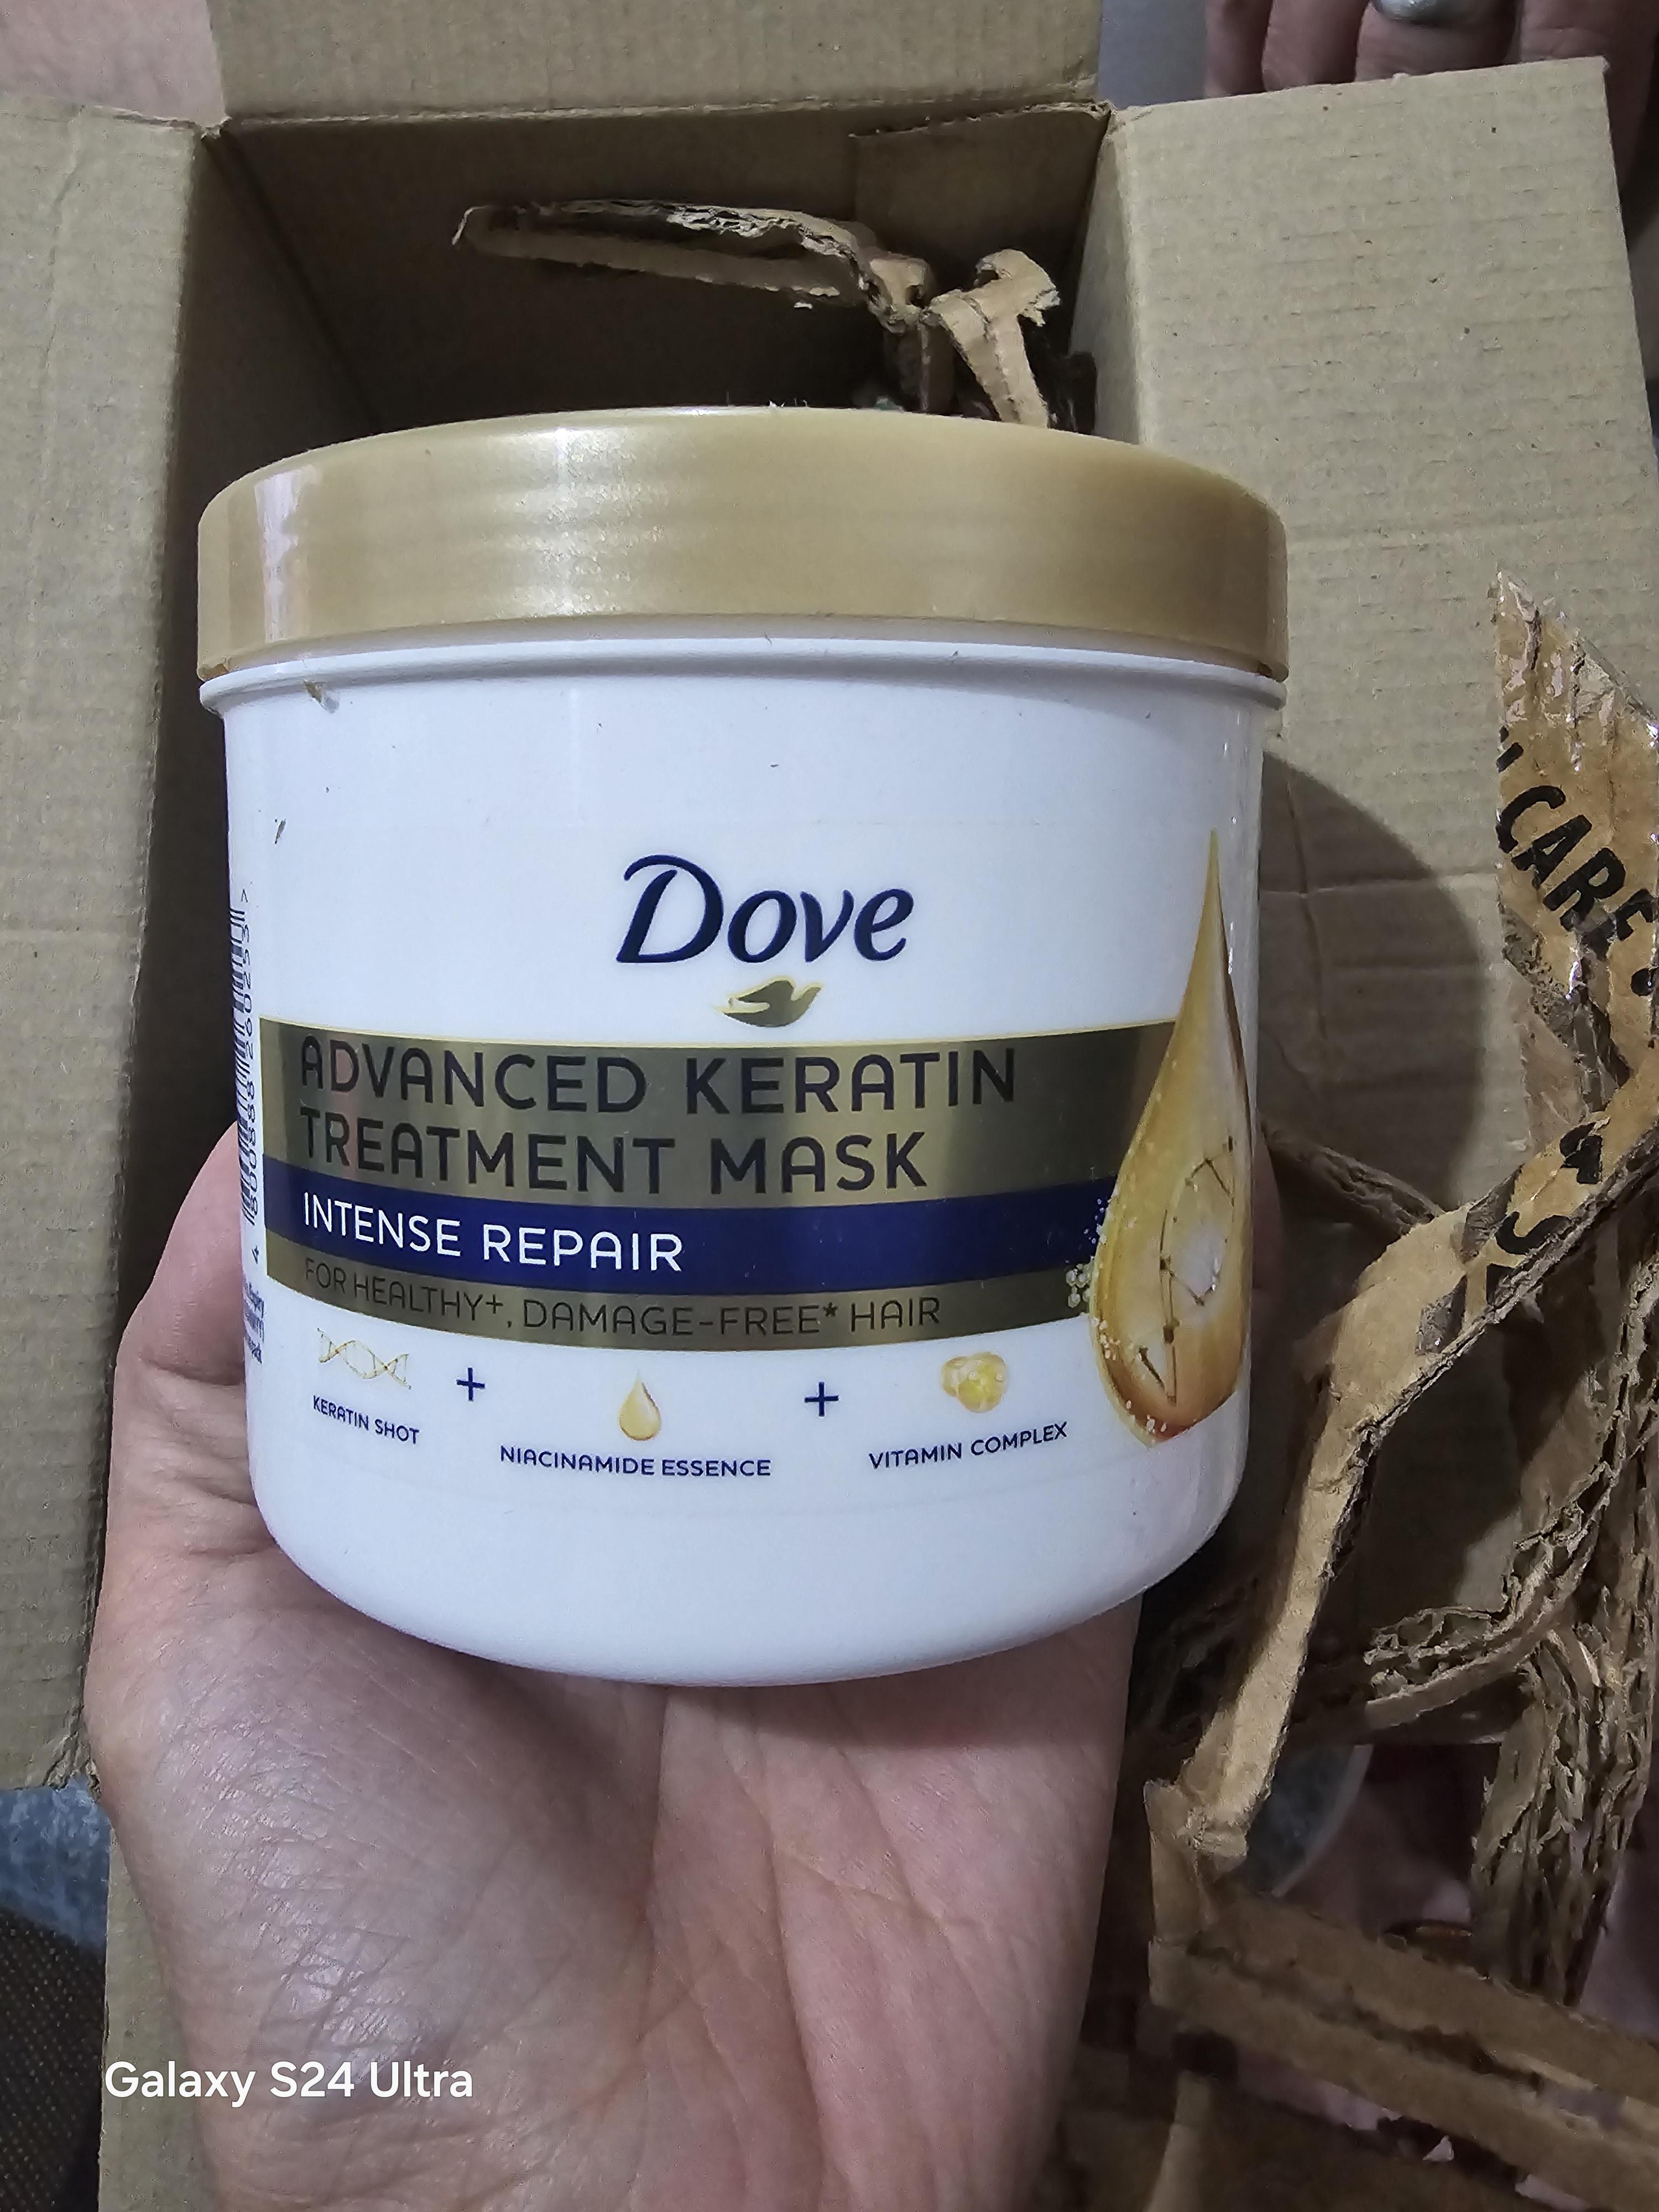 Dove
ADVANCED KERATIN
TREATMENT MASK
INTENSE REPAIR
FOR HEALTHY+, DAMAGE-FREE* HAIR
KERATIN SHOT
+
NIACINAMIDE ESSENCE
+
VITAMIN COMPLEX
CARE
Galaxy S24 Ultra